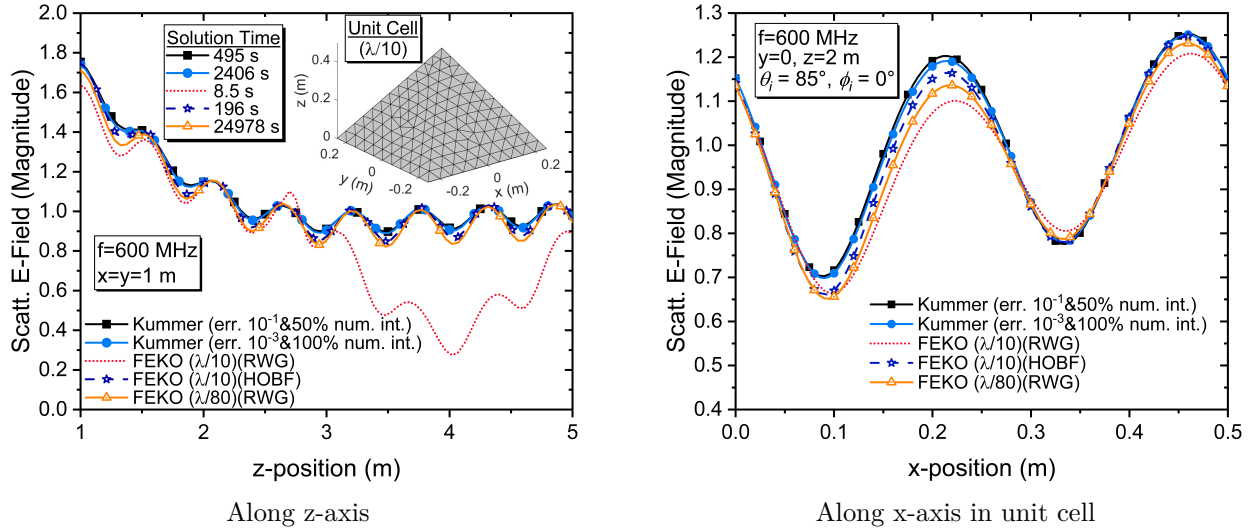 Scatt. E-Field (Magnitude)
2.0
1.8
1.6
1.4
1.2
1.0
0.8
0.6
0.4
0.2
0.0
Solution Time
495 s
2406 s
8.5 s
196 s
24978 s
Unit Cell
(λ/10)
z (m)
0.4
0.2
0
0.2
0
-0.2
y (m)
-0.2
0
0.2
x (m)
f=600 MHz
x=y=1 m
Kummer (err. 10⁻¹&50% num. int.)
Kummer (err. 10⁻³&100% num. int.)
FEKO (λ/10)(RWG)
FEKO (λ/10)(HOBF)
FEKO (λ/80)(RWG)
1 2 3 4 5
z-position (m)
Along z-axis
Scatt. E-Field (Magnitude)
1.3
1.2
1.1
1.0
0.9
0.8
0.7
0.6
0.5
0.4
f=600 MHz
y=0, z=2 m
θᵢ = 85°, ϕᵢ = 0°
Kummer (err. 10⁻¹&50% num. int.)
Kummer (err. 10⁻³&100% num. int.)
FEKO (λ/10)(RWG)
FEKO (λ/10)(HOBF)
FEKO (λ/80)(RWG)
0.0 0.1 0.2 0.3 0.4 0.5
x-position (m)
Along x-axis in unit cell